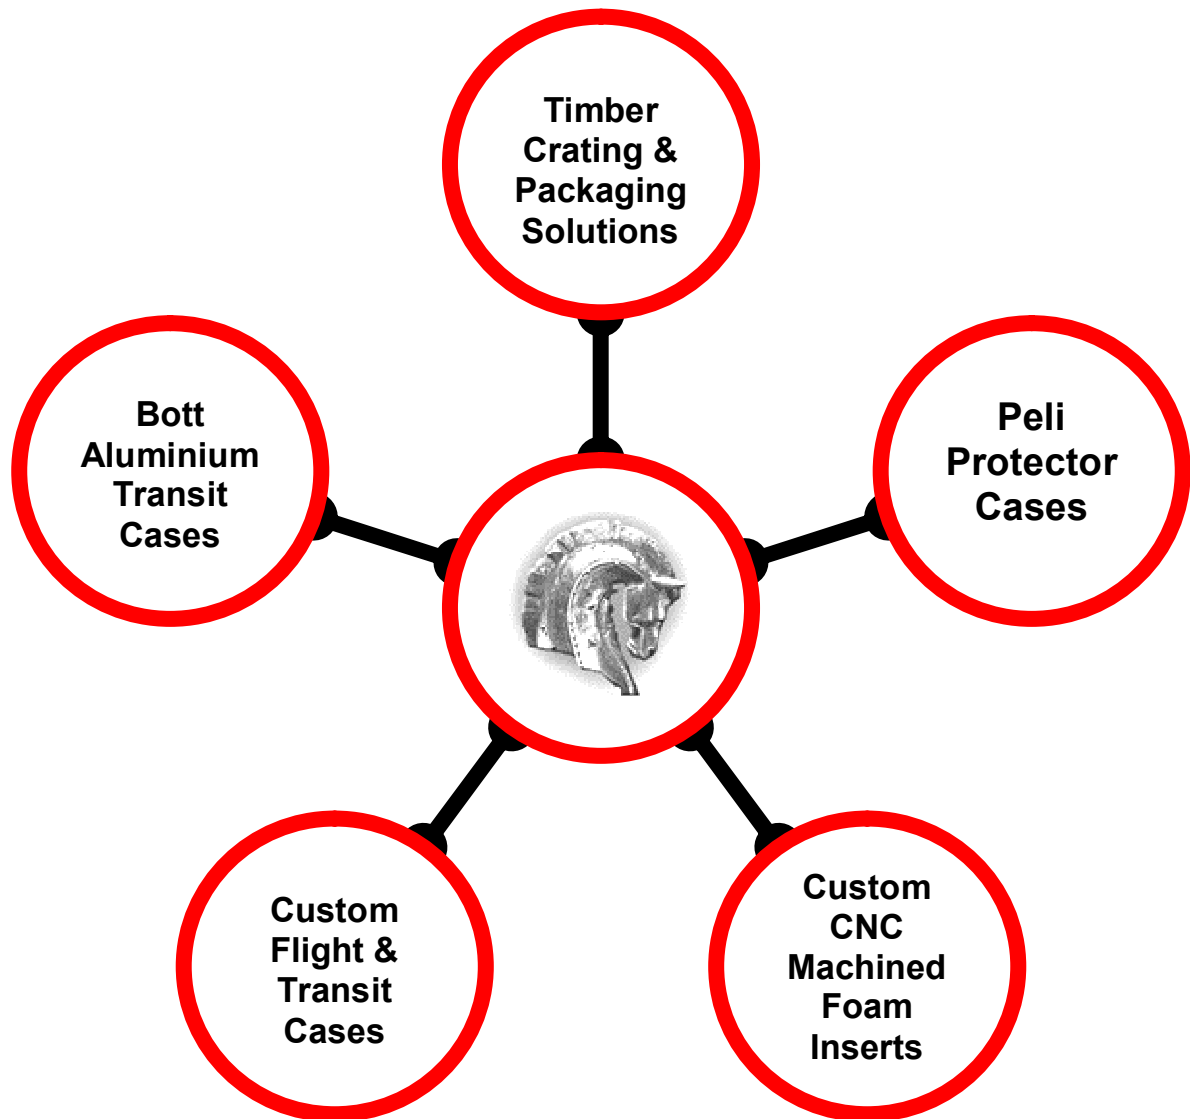 Timber
Crating &
Packaging
Solutions
Bott
Aluminium
Transit
Cases
Peli
Protector
Cases
Custom
Flight &
Transit
Cases
Custom
CNC
Machined
Foam
Inserts